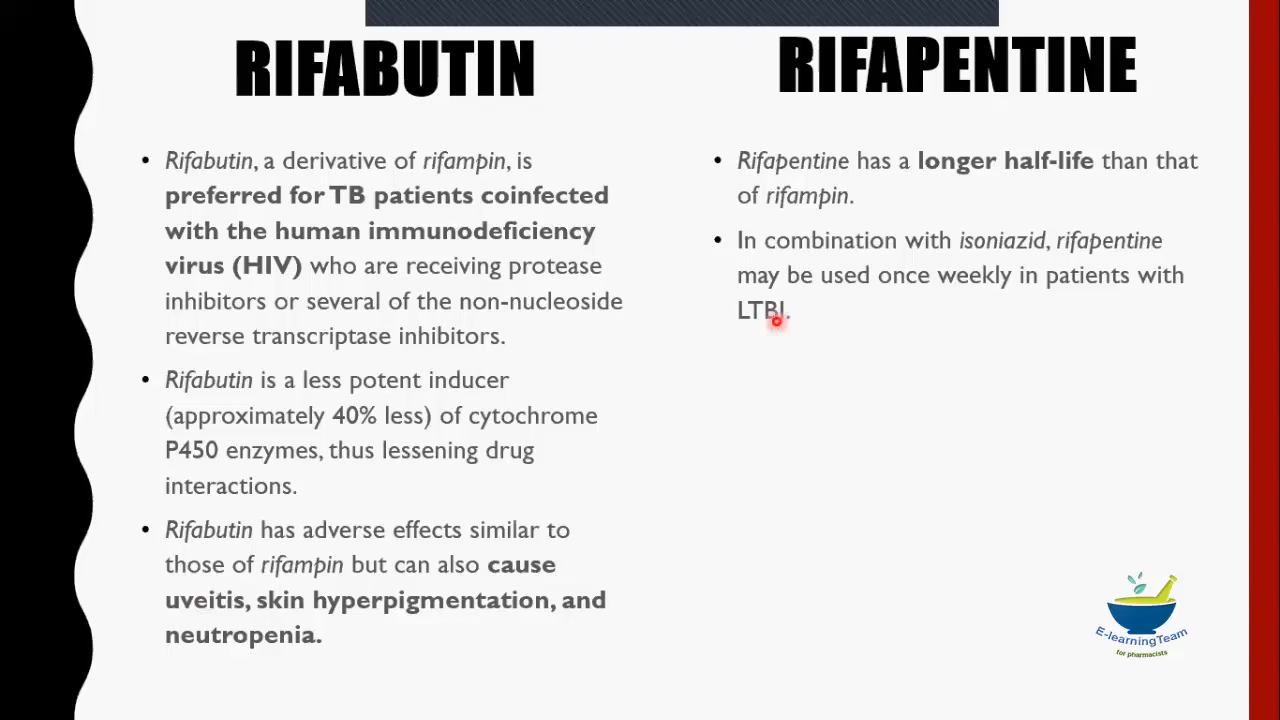 RIFABUTIN
• Rifabutin, a derivative of rifampin, is
preferred for TB patients coinfected
with the human immunodeficiency
virus (HIV) who are receiving protease
inhibitors or several of the non-nucleoside
reverse transcriptase inhibitors.
• Rifabutin is a less potent inducer
(approximately 40% less) of cytochrome
P450 enzymes, thus lessening drug
interactions.
• Rifabutin has adverse effects similar to
those of rifampin but can also cause
uveitis, skin hyperpigmentation, and
neutropenia.
RIFAPENTINE
• Rifapentine has a longer half-life than that
of rifampin.
• In combination with isoniazid, rifapentine
may be used once weekly in patients with
LTBI.
E-learningTeam
for pharmacists